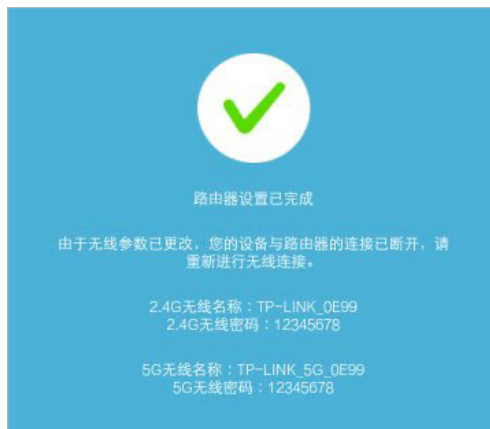 路由器设置已完成
由于无线参数已更改，您的设备与路由器的连接已断开，请
重新进行无线连接。
2.4G无线名称：TP-LINK_0E99
2.4G无线密码：12345678
5G无线名称：TP-LINK_5G_0E99
5G无线密码：12345678